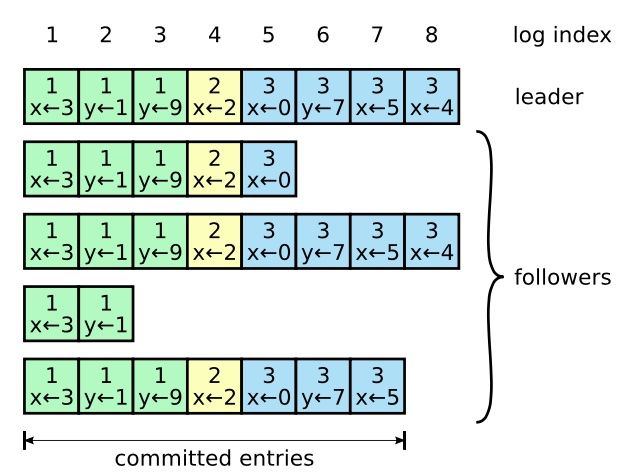 1 2 3 4 5 6 7 8 log index
1 1 1 2 3 3 3 3
x←3 y←1 y←9 x←2 x←0 y←7 x←5 x←4 leader
1 1 1 2 3
x←3 y←1 y←9 x←2 x←0
1 1 1 2 3 3 3 3
x←3 y←1 y←9 x←2 x←0 y←7 x←5 x←4
followers
1 1
x←3 y←1
1 1 1 2 3 3 3
x←3 y←1 y←9 x←2 x←0 y←7 x←5
committed entries